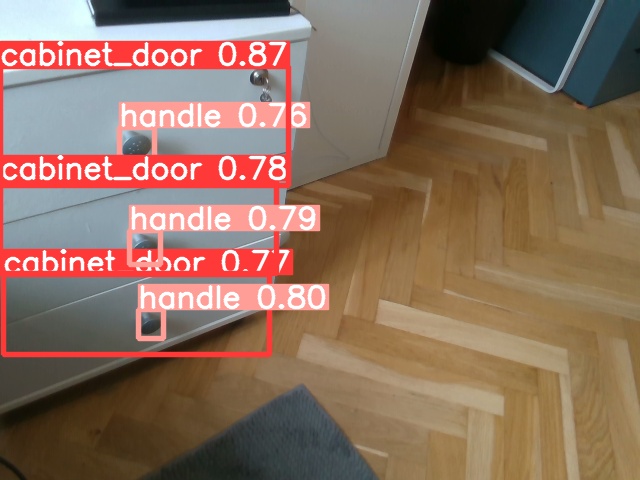 cabinet_door 0.87
handle 0.76
cabinet_door 0.78
handle 0.79
cabinet_door 0.77
handle 0.80